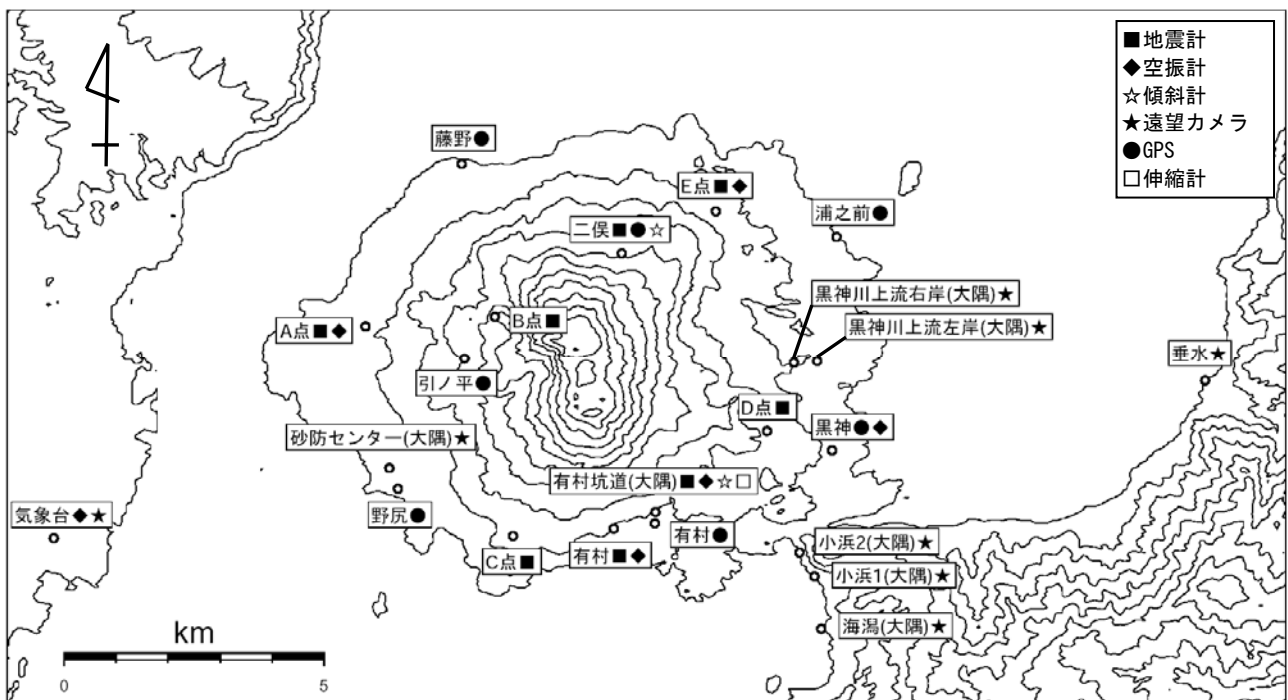 ■地震計
◆空振計
☆傾斜計
★遠望カメラ
●GPS
□伸縮計
藤野●
E点■◆
浦之前●
二俣■●☆
黒神川上流右岸(大隅)★
黒神川上流左岸(大隅)★
B点■
A点■◆
垂水★
引ノ平●
D点■
黒神●◆
砂防センター(大隅)★
有村坑道(大隅)■◆☆□
気象台◆★
野尻●
有村●
小浜2(大隅)★
C点■
有村■◆
小浜1(大隅)★
海潟(大隅)★
km
0 5